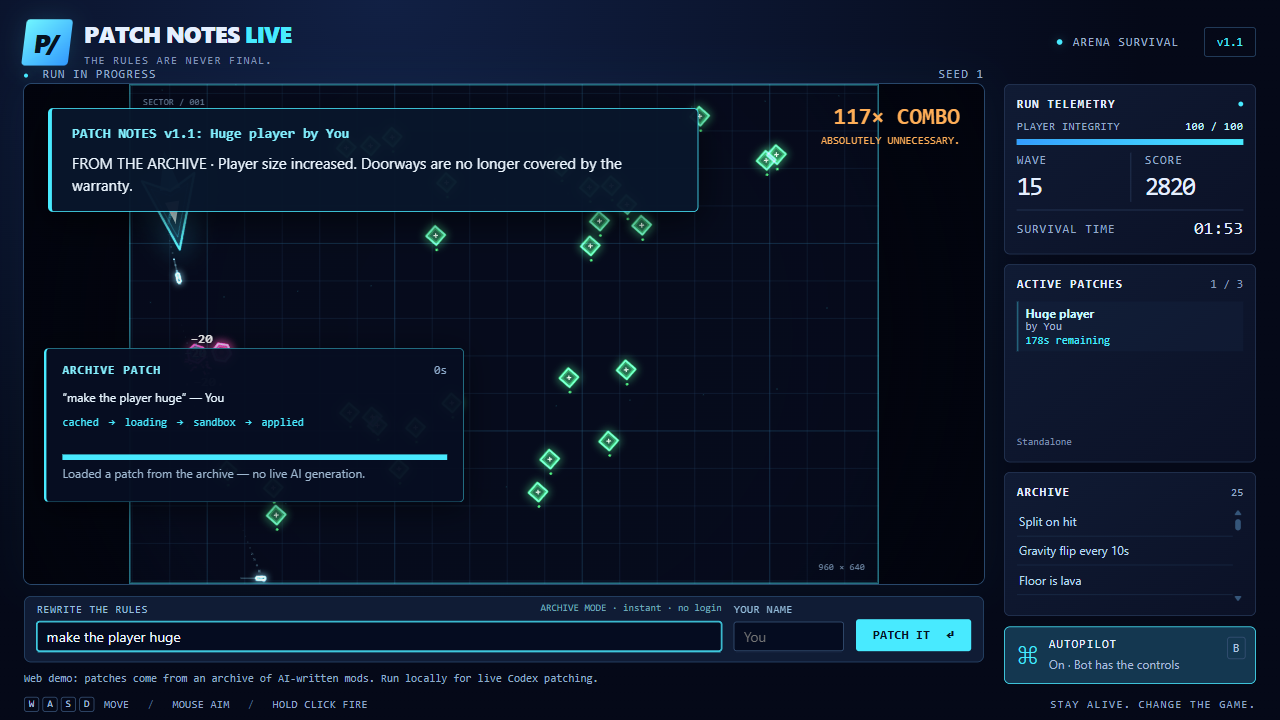 P/
PATCH NOTES LIVE
THE RULES ARE NEVER FINAL.
ARENA SURVIVAL
v1.1
RUN IN PROGRESS
SEED 1
SECTOR / 001
117× COMBO
ABSOLUTELY UNNECESSARY.
PATCH NOTES v1.1: Huge player by You
FROM THE ARCHIVE · Player size increased. Doorways are no longer covered by the
warranty.
−20
ARCHIVE PATCH
0s
“make the player huge” — You
cached → loading → sandbox → applied
Loaded a patch from the archive — no live AI generation.
960 × 640
RUN TELEMETRY
PLAYER INTEGRITY 100 / 100
WAVE SCORE
15 2820
SURVIVAL TIME 01:53
ACTIVE PATCHES 1 / 3
Huge player
by You
178s remaining
Standalone
ARCHIVE 25
Split on hit
Gravity flip every 10s
Floor is lava
AUTOPILOT
On · Bot has the controls
B
REWRITE THE RULES
ARCHIVE MODE · instant · no login
YOUR NAME
make the player huge
You
PATCH IT ⏎
Web demo: patches come from an archive of AI-written mods. Run locally for live Codex patching.
W A S D MOVE / MOUSE AIM / HOLD CLICK FIRE
STAY ALIVE. CHANGE THE GAME.